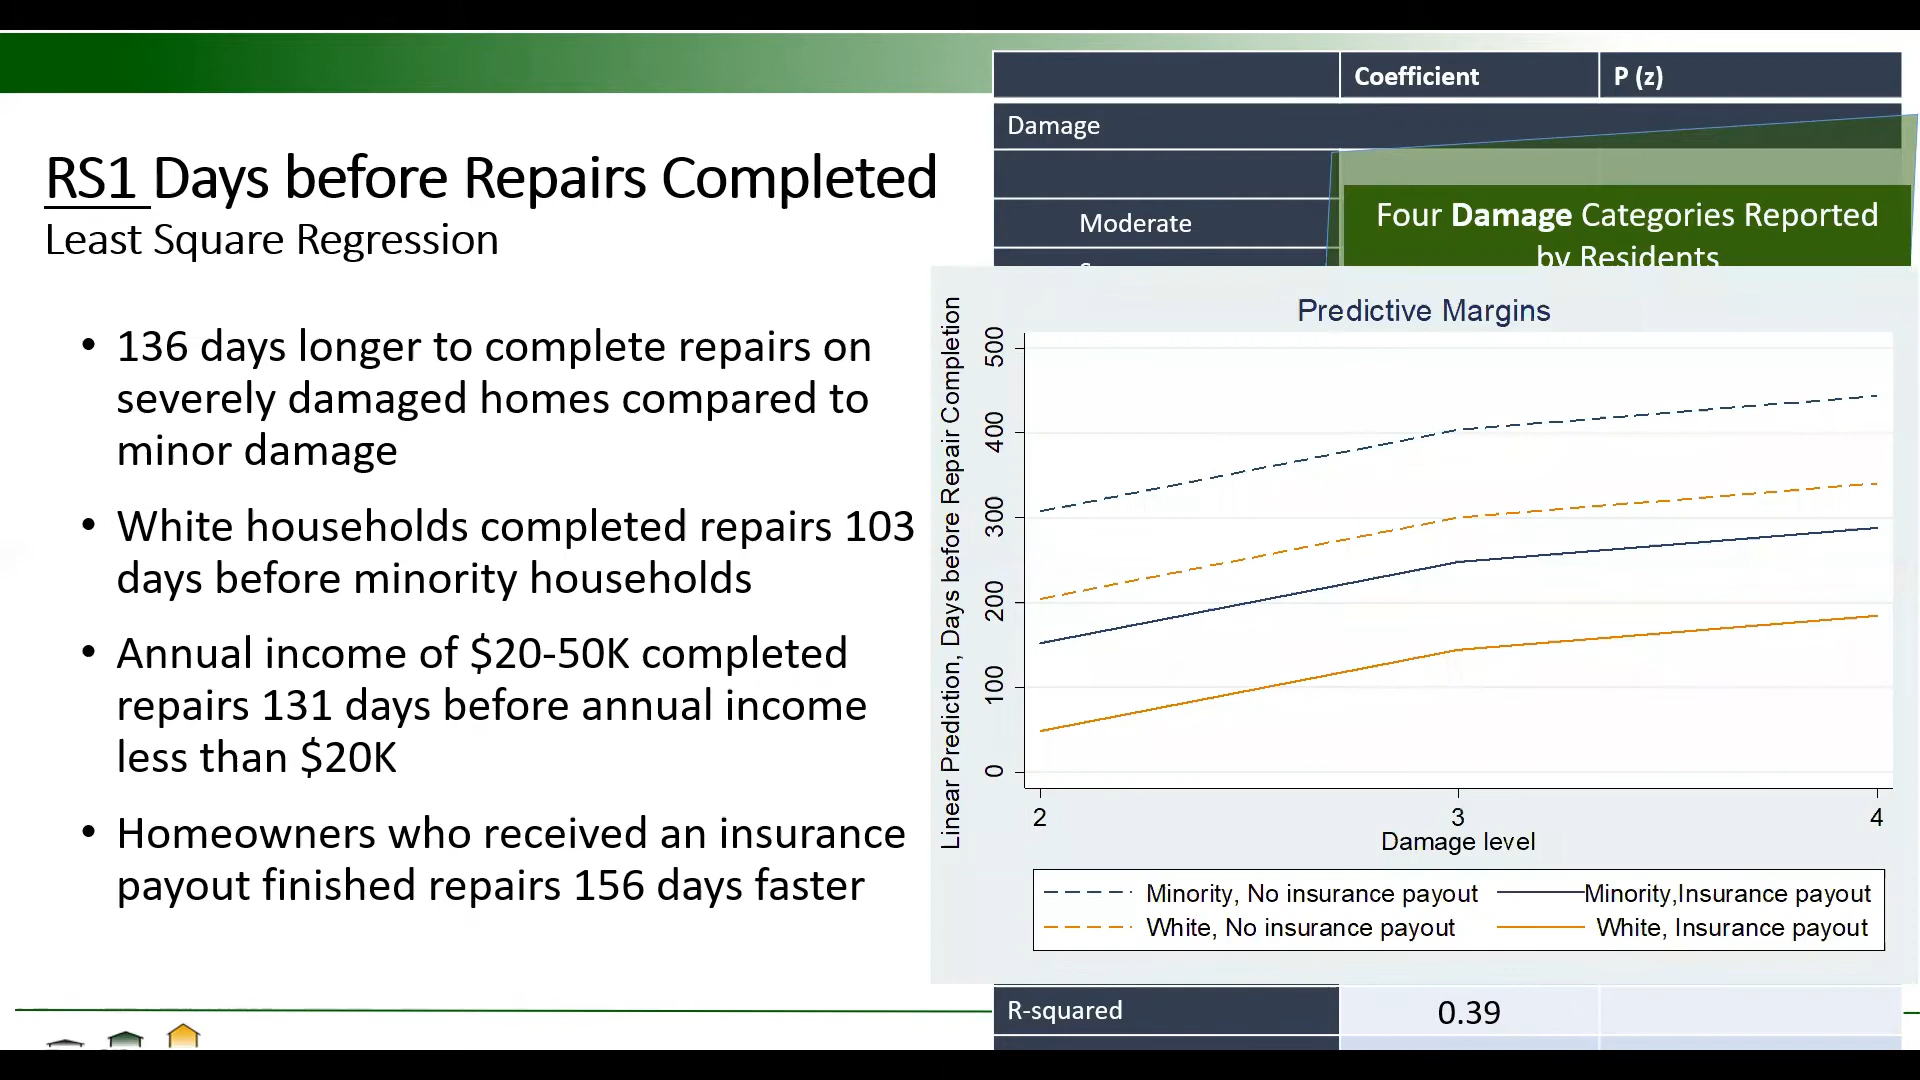 Coefficient
P (z)
Damage
RS1 Days before Repairs Completed
Least Square Regression
Moderate
Four Damage Categories Reported
by Residents
136 days longer to complete repairs on
severely damaged homes compared to
minor damage
White households completed repairs 103
days before minority households
Annual income of $20-50K completed
repairs 131 days before annual income
less than $20K
Homeowners who received an insurance
payout finished repairs 156 days faster
Predictive Margins
Linear Prediction, Days before Repair Completion
500
400
300
200
100
0
2
3
4
Damage level
Minority, No insurance payout
Minority,Insurance payout
White, No insurance payout
White, Insurance payout
R-squared
0.39